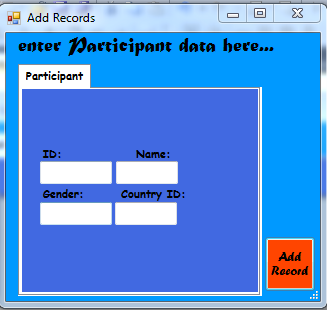 Add Records
enter Participant data here...
Participant
ID: Name:
Gender: Country ID:
Add
Record